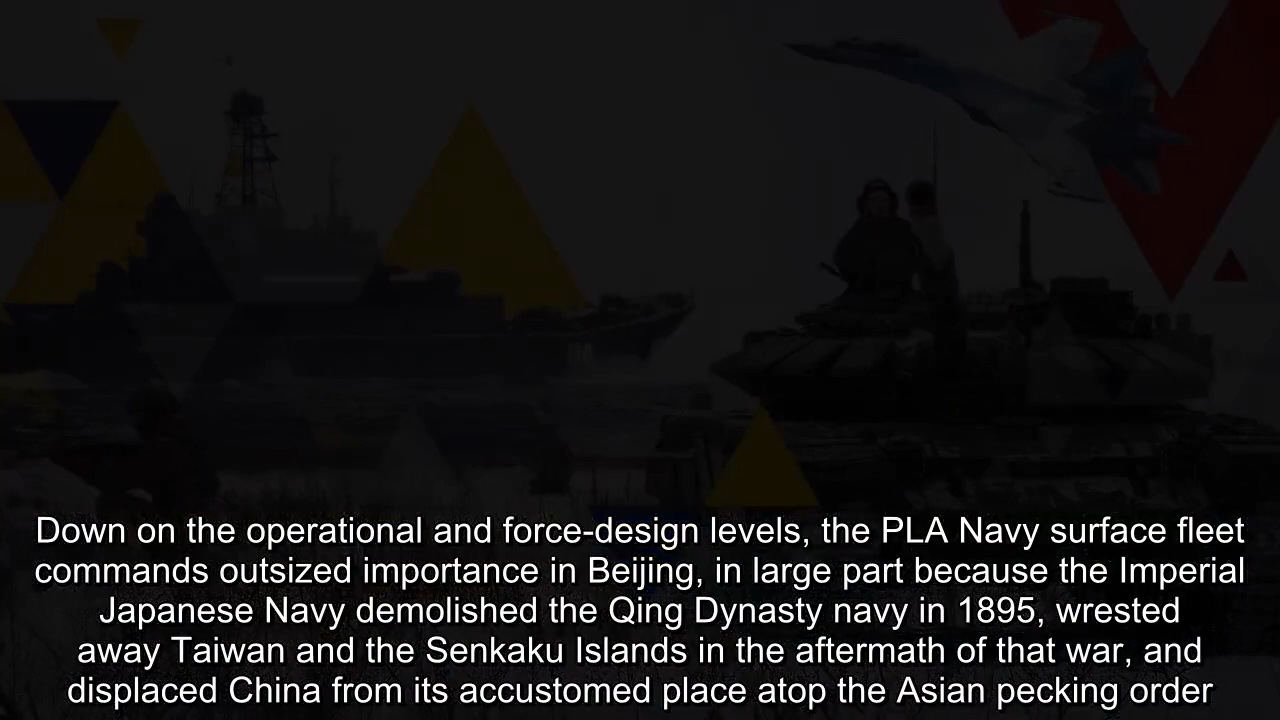 Down on the operational and force-design levels, the PLA Navy surface fleet
commands outsized importance in Beijing, in large part because the Imperial
Japanese Navy demolished the Qing Dynasty navy in 1895, wrested
away Taiwan and the Senkaku Islands in the aftermath of that war, and
displaced China from its accustomed place atop the Asian pecking order